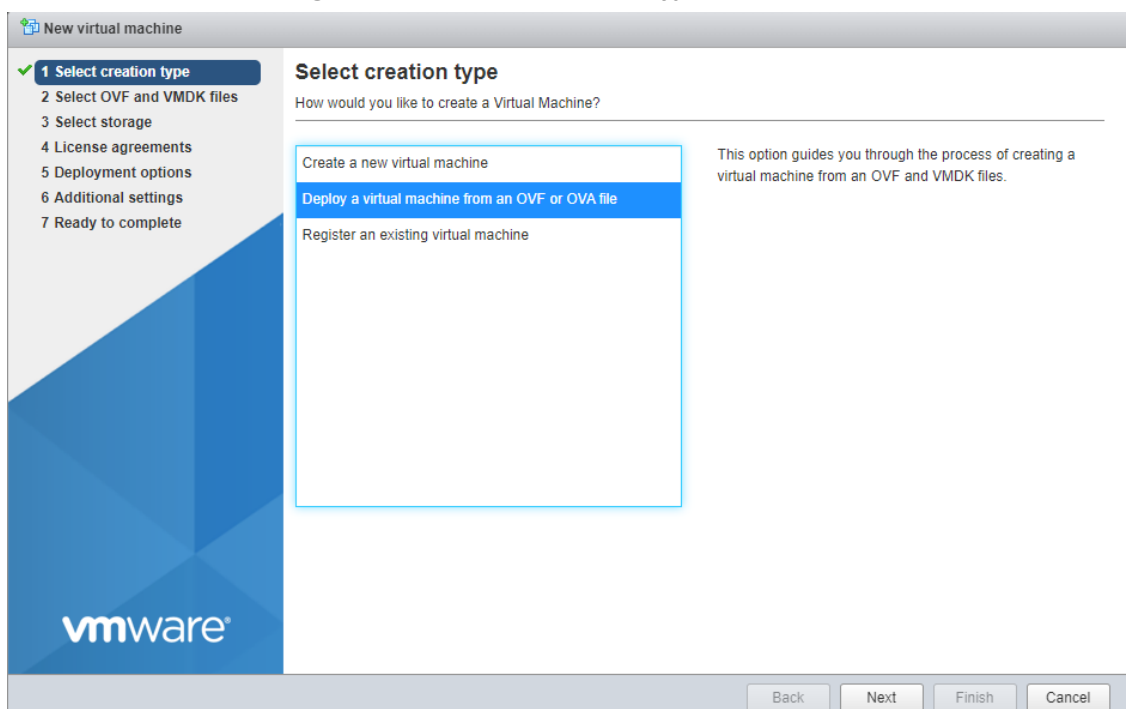 New virtual machine
1 Select creation type
2 Select OVF and VMDK files
3 Select storage
4 License agreements
5 Deployment options
6 Additional settings
7 Ready to complete
vmware®
Select creation type
How would you like to create a Virtual Machine?
Create a new virtual machine
Deploy a virtual machine from an OVF or OVA file
Register an existing virtual machine
This option guides you through the process of creating a
virtual machine from an OVF and VMDK files.
Back Next Finish Cancel